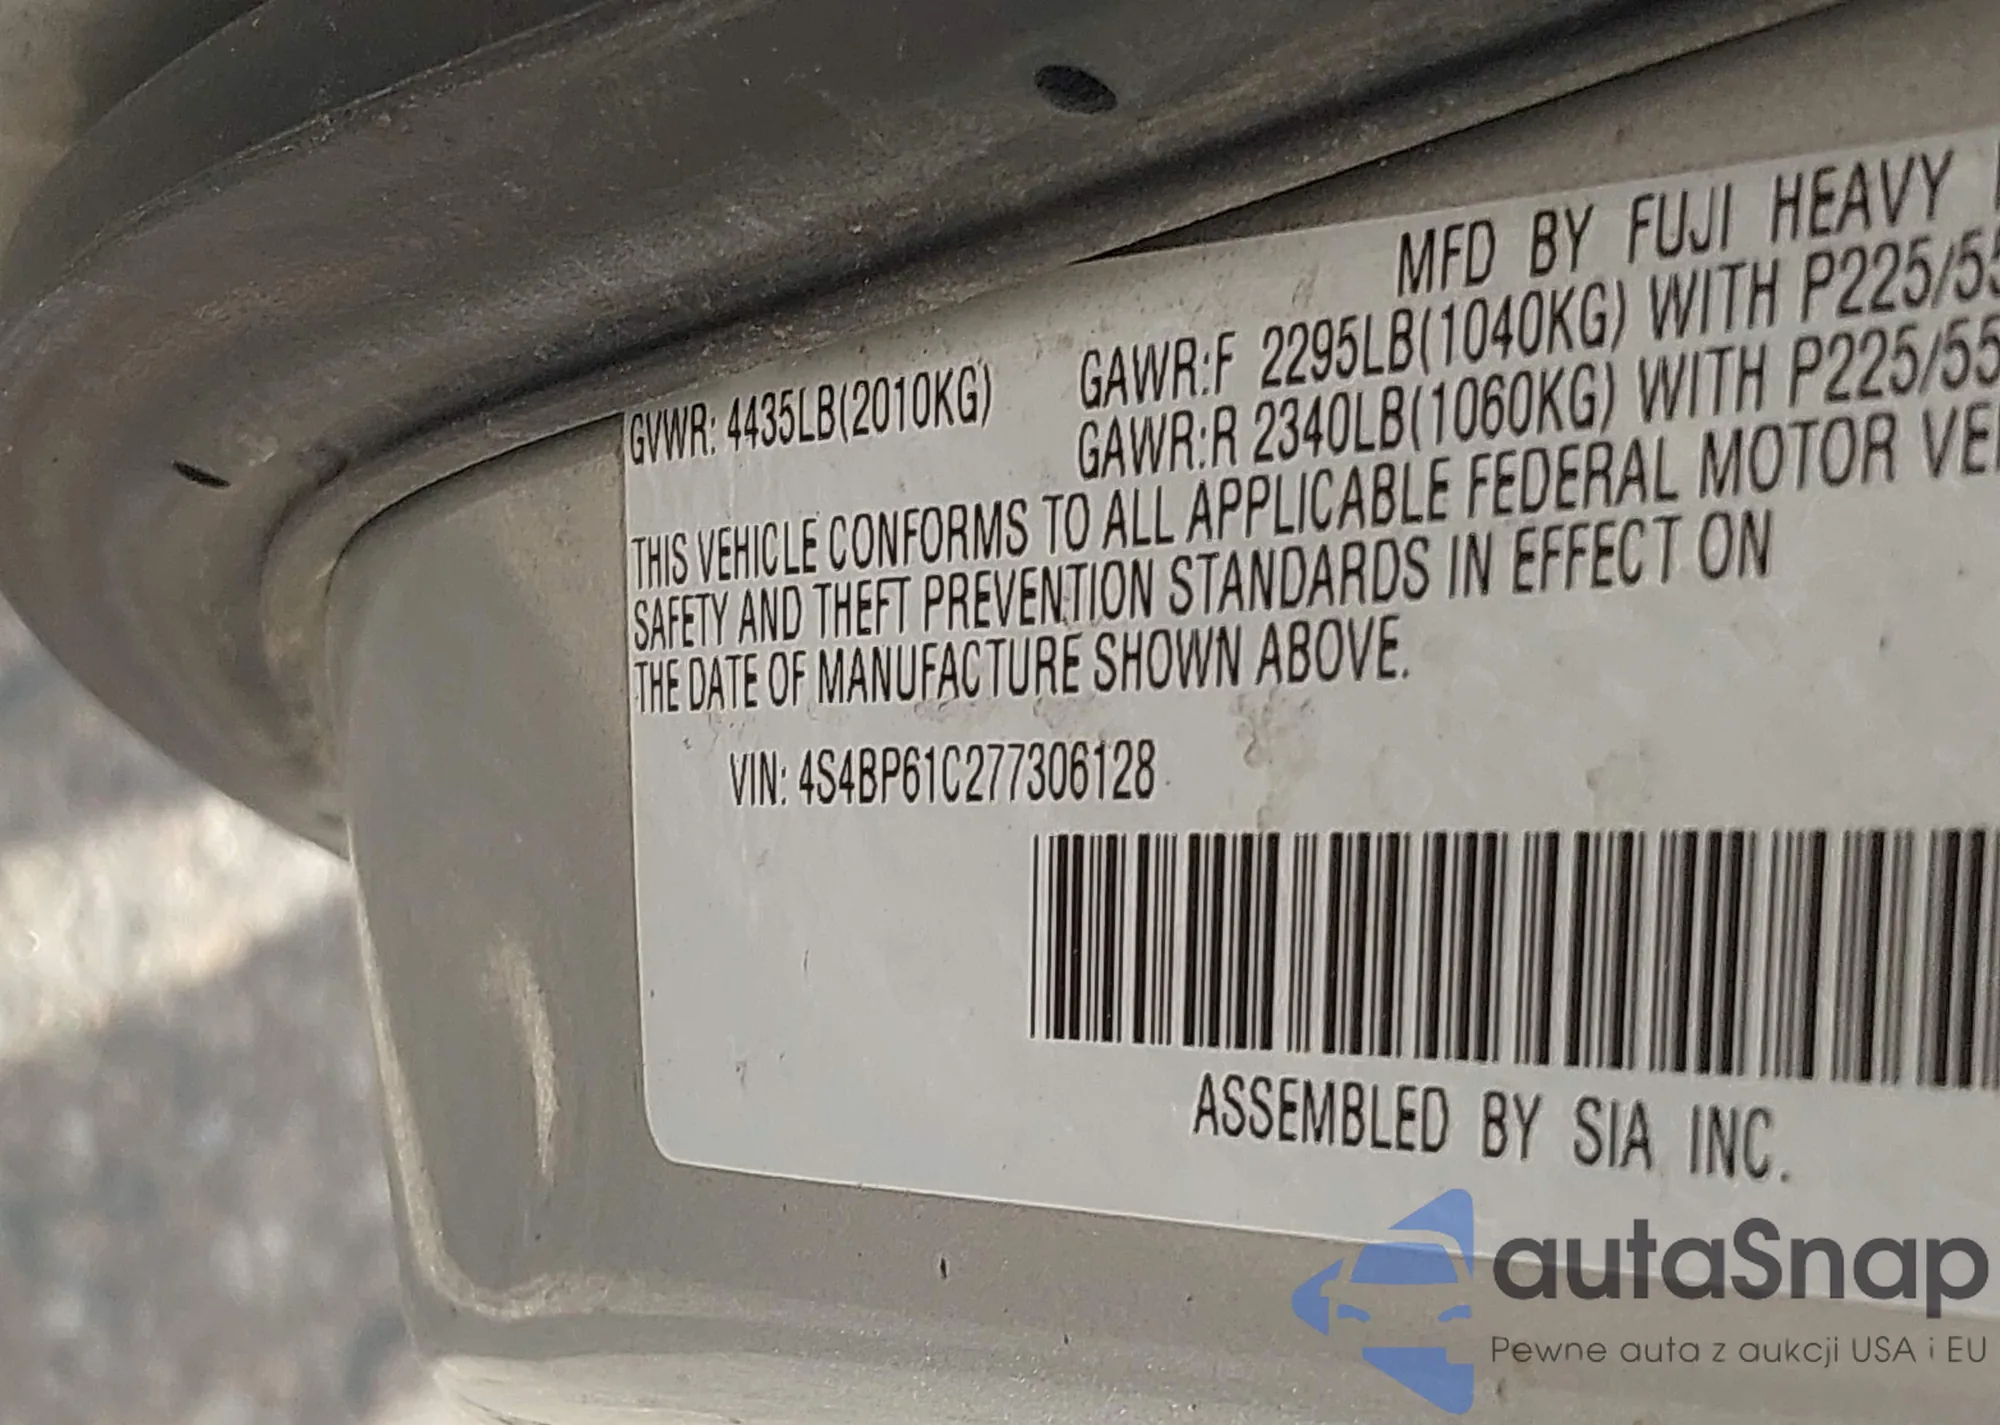 MFD BY FUJI HEAVY
GVWR: 4435LB(2010KG) GAWR:F 2295LB(1040KG) WITH P225/55
GAWR:R 2340LB(1060KG) WITH P225/55
THIS VEHICLE CONFORMS TO ALL APPLICABLE FEDERAL MOTOR VE
SAFETY AND THEFT PREVENTION STANDARDS IN EFFECT ON
THE DATE OF MANUFACTURE SHOWN ABOVE.
VIN: 4S4BP61C277306128
ASSEMBLED BY SIA INC.
autaSnap
Pewne auta z aukcji USA i EU